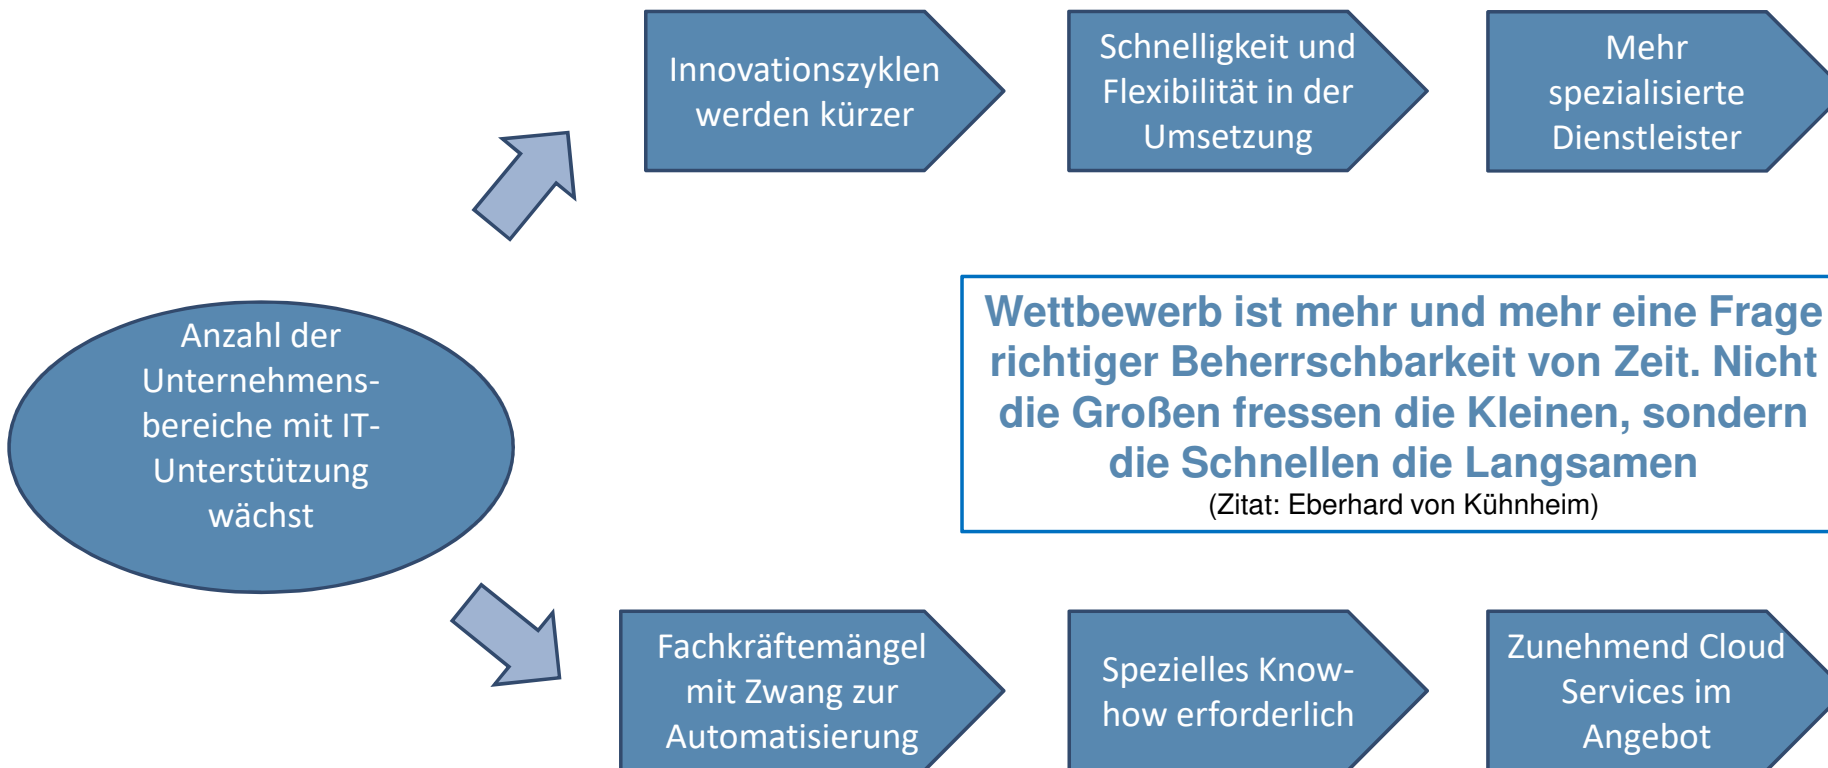 Innovationszyklen
werden kürzer
Schnelligkeit und
Flexibilität in der
Umsetzung
Mehr
spezialisierte
Dienstleister
Anzahl der
Unternehmens-
bereiche mit IT-
Unterstützung
wächst
Wettbewerb ist mehr und mehr eine Frage
richtiger Beherrschbarkeit von Zeit. Nicht
die Großen fressen die Kleinen, sondern
die Schnellen die Langsamen
(Zitat: Eberhard von Kühnheim)
Fachkräftemängel
mit Zwang zur
Automatisierung
Spezielles Know-
how erforderlich
Zunehmend Cloud
Services im
Angebot